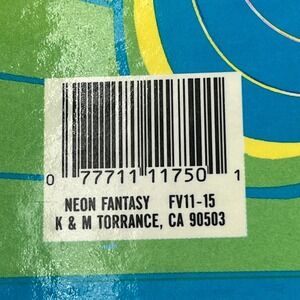 0 77711 11750 1
NEON FANTASY FV11-15
K & M TORRANCE, CA 90503